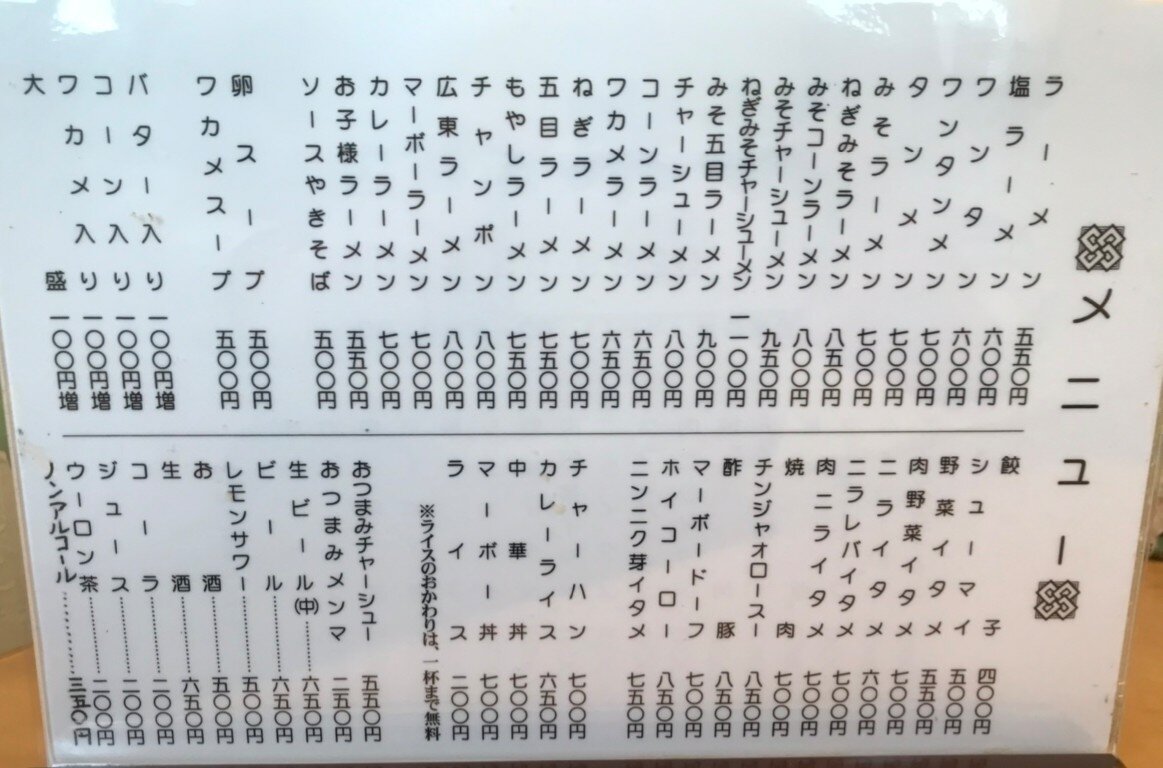 メニュー
ラーメン 五五〇円
塩ラーメン 六〇〇円
ワンタン 六〇〇円
ワンタンメン 七〇〇円
タンメン 七〇〇円
みそラーメン 七〇〇円
ねぎみそラーメン 八五〇円
みそコーンラーメン 八〇〇円
みそチャーシューメン 九五〇円
ねぎみそチャーシューメン 一一〇〇円
みそ五目ラーメン 九〇〇円
チャーシューメン 八〇〇円
コーンラーメン 六五〇円
ワカメラーメン 六五〇円
ねぎラーメン 七〇〇円
五目ラーメン 七五〇円
もやしラーメン 七五〇円
チャンポン 八〇〇円
広東ラーメン 八〇〇円
マーボーラーメン 七〇〇円
カレーラーメン 七〇〇円
お子様ラーメン 五五〇円
ソースやきそば 五〇〇円
卵スープ 五〇〇円
ワカメスープ 五〇〇円
バター入り 一〇〇円増
コーン入り 一〇〇円増
ワカメ入り 一〇〇円増
大盛 一〇〇円増
餃子 四〇〇円
シューマイ 五〇〇円
野菜イタメ 五五〇円
肉野菜イタメ 七〇〇円
ニライタメ 六〇〇円
ニラレバイタメ 七〇〇円
肉ニライタメ 七〇〇円
焼肉 七〇〇円
チンジャオロースー 八五〇円
酢豚 八五〇円
マーボードーフ 七〇〇円
ホイコーロー 八五〇円
ニンニク芽イタメ 七五〇円
チャーハン 七〇〇円
カレーライス 六五〇円
中華丼 七〇〇円
マーボー丼 七〇〇円
ライス 二〇〇円
※ライスのおかわりは、一杯まで無料
おつまみチャーシュー 五五〇円
おつまみメンマ 二五〇円
生ビール(中)………六五〇円
ビール………六五〇円
レモンサワー………五〇〇円
お酒………五〇〇円
生酒………六五〇円
コーラ………二〇〇円
ジュース………二〇〇円
ウーロン茶………二〇〇円
ノンアルコール………三五〇円